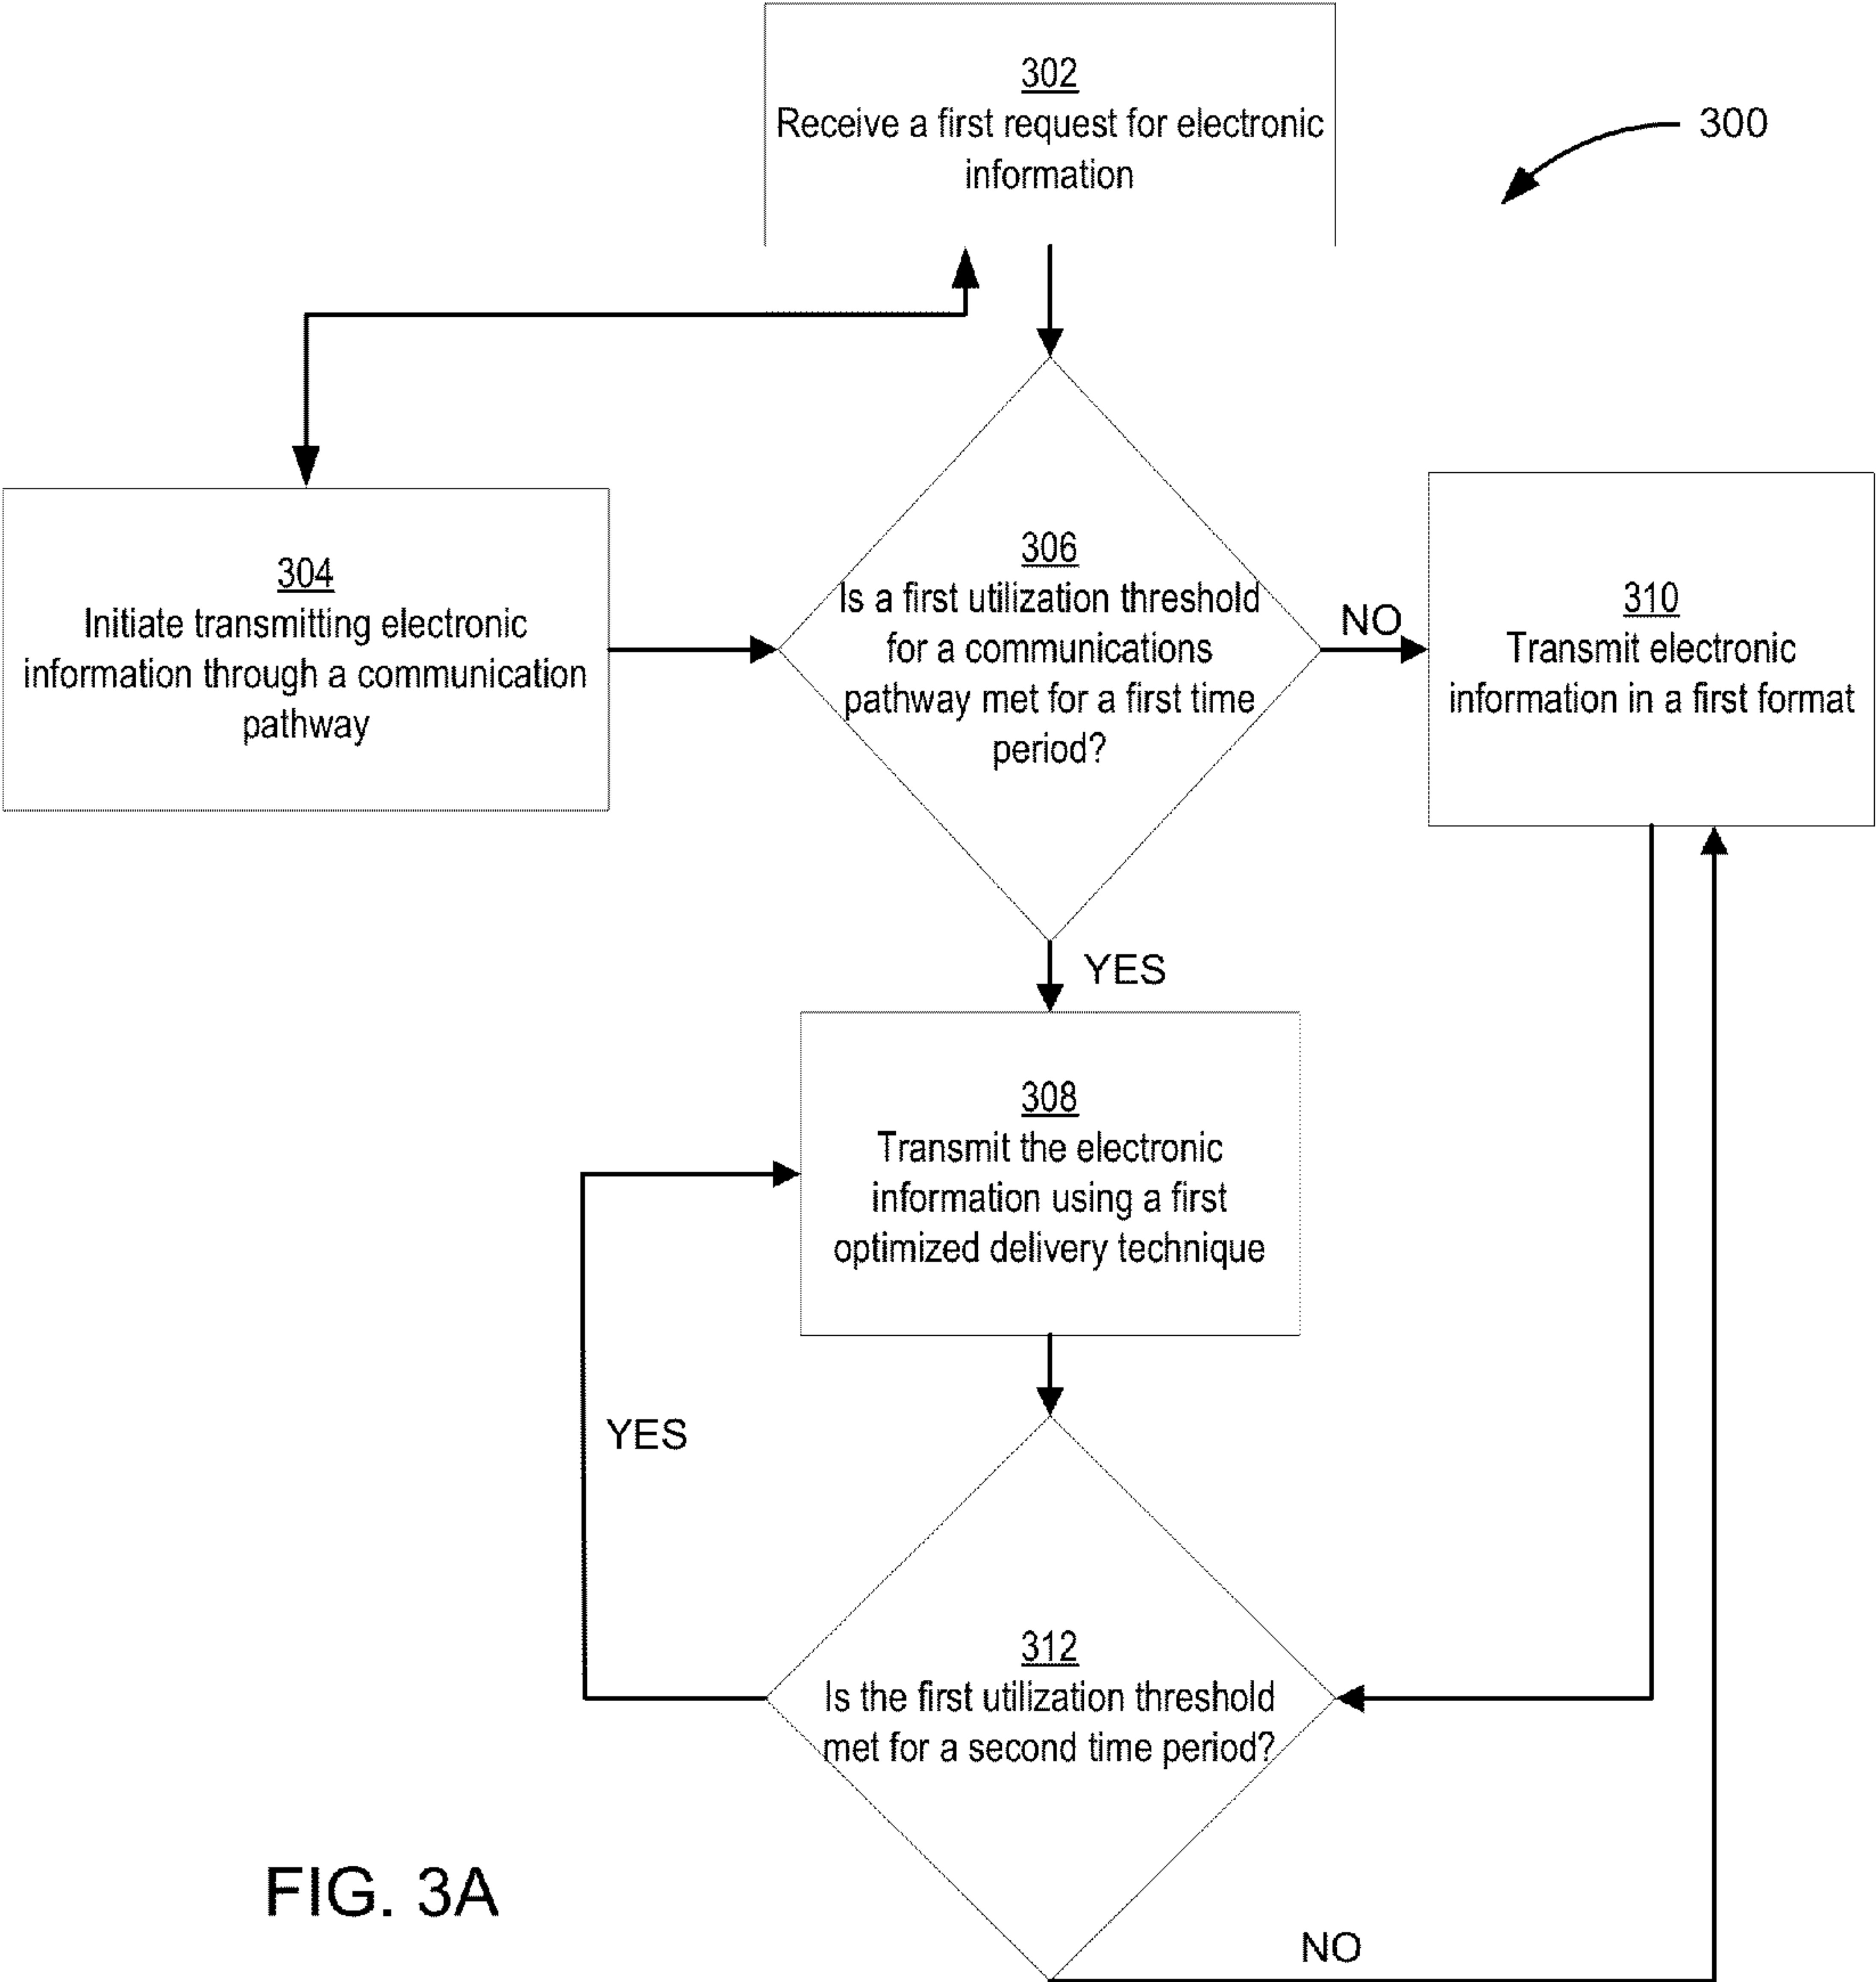 302
Receive a first request for electronic
information
300
304
Initiate transmitting electronic
information through a communication
pathway
306
Is a first utilization threshold
for a communications
pathway met for a first time
period?
NO
310
Transmit electronic
information in a first format
YES
308
Transmit the electronic
information using a first
optimized delivery technique
YES
312
Is the first utilization threshold
met for a second time period?
FIG. 3A
NO